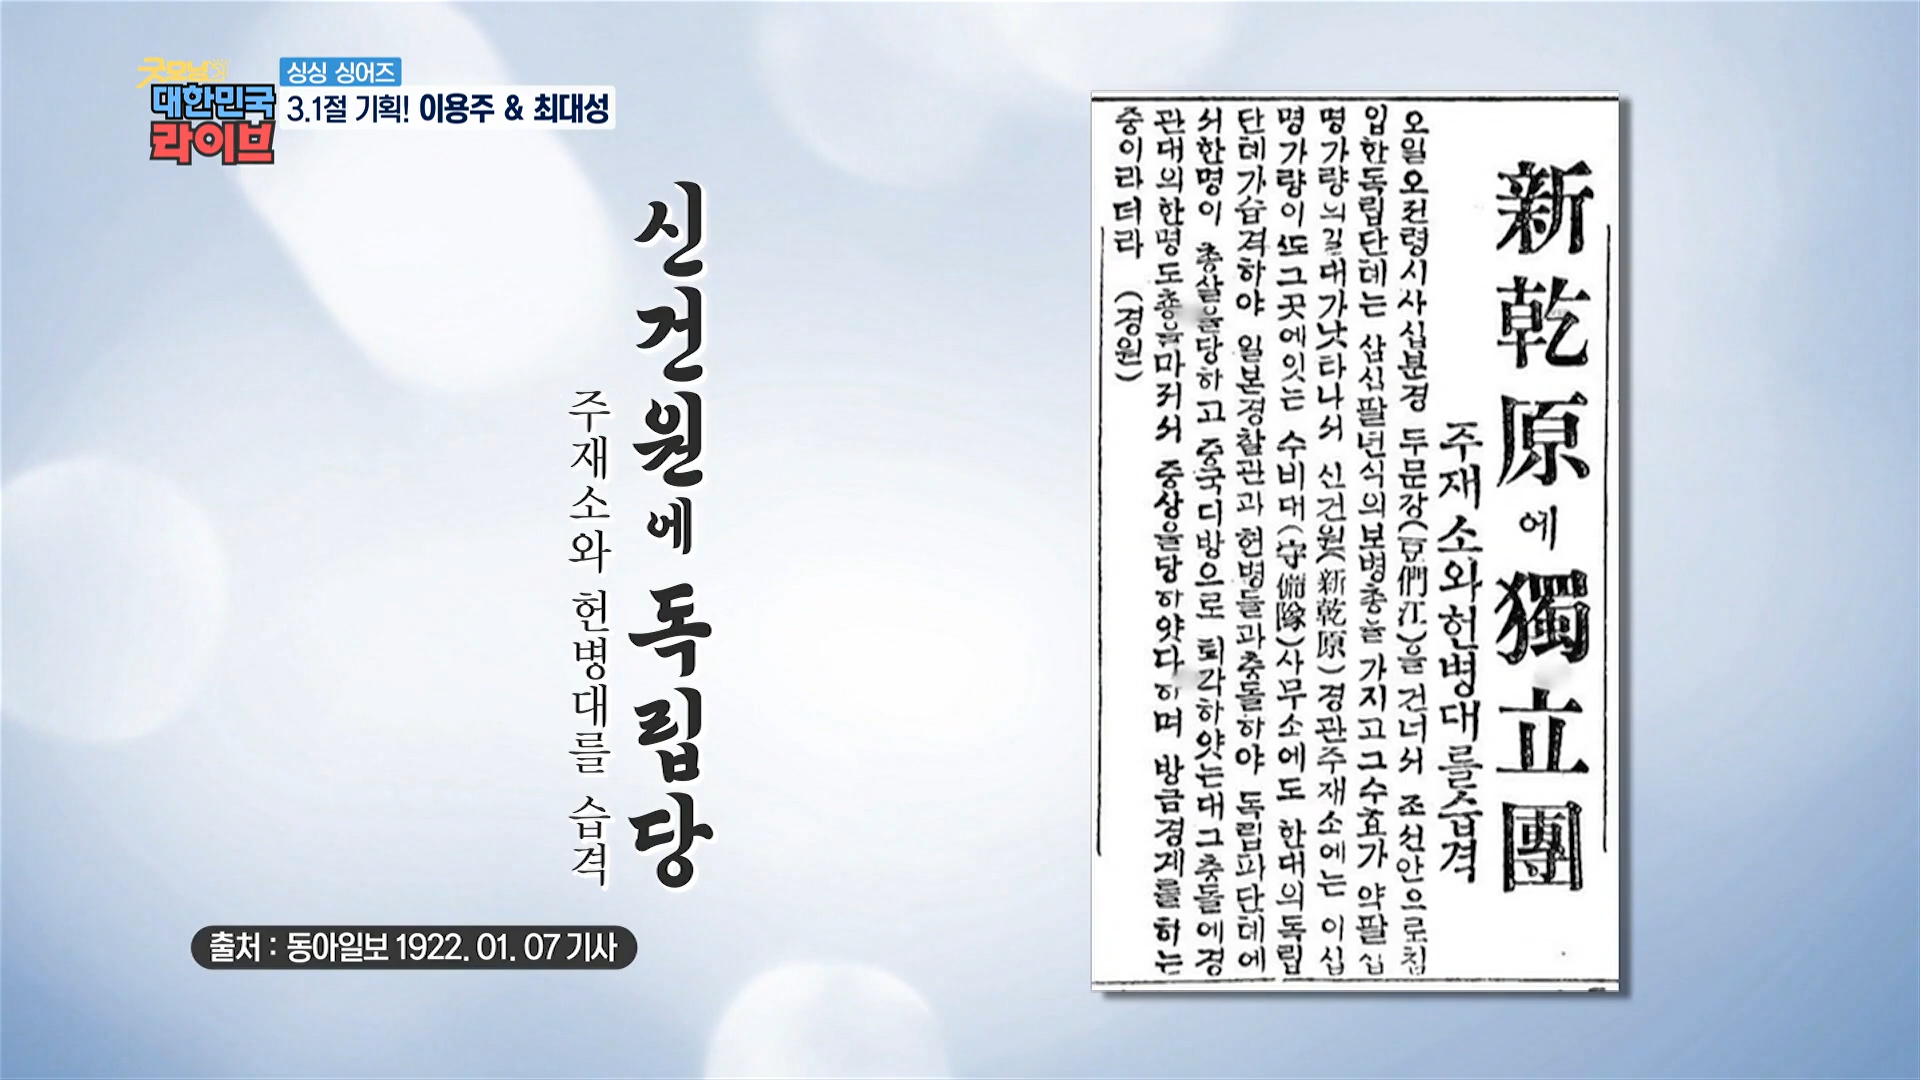 굿모닝
대한민국
라이브
싱싱 싱어즈
3.1절 기획! 이용주 & 최대성
신건원에 독립당
주재소와 헌병대를 습격
출처 : 동아일보 1922. 01. 07 기사
新乾原에 獨立團
주재소와헌병대를습격
오일오전령시사십분경 두문강(豆們江)을 건너서 조선안으로침
입한독립단데는 삼십팔년식의보병총을 가지고그수효가 약팔십
명가량의길대가낫타나서 신건원(新乾原)경관주재소에는 이십
명가량이또그곳에잇는 수비대(守備隊)사무소에도 한대의독립
단데가습격하야 일본경찰관과 헌병들과충돌하야 독립파단데에
서한명이 총살을당하고 중국디방으로 퇴각하얏는대그충돌에경
관대의한명도총을마저서 중상을당하얏다하며 방금경계를하는
중이라더라 (경원)